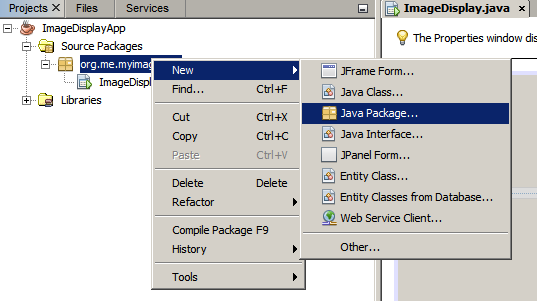 Projects X Files Services
ImageDisplay.java x
ImageDisplayApp
The Properties window dis
Source Packages
org.me.myimag
ImageDisp
Libraries
New
Find... Ctrl+F
Cut Ctrl+X
Copy Ctrl+C
Paste Ctrl+V
Delete Delete
Refactor
Compile Package F9
History
Tools
JFrame Form...
Java Class...
Java Package...
Java Interface...
JPanel Form...
Entity Class...
Entity Classes from Database...
Web Service Client...
Other...